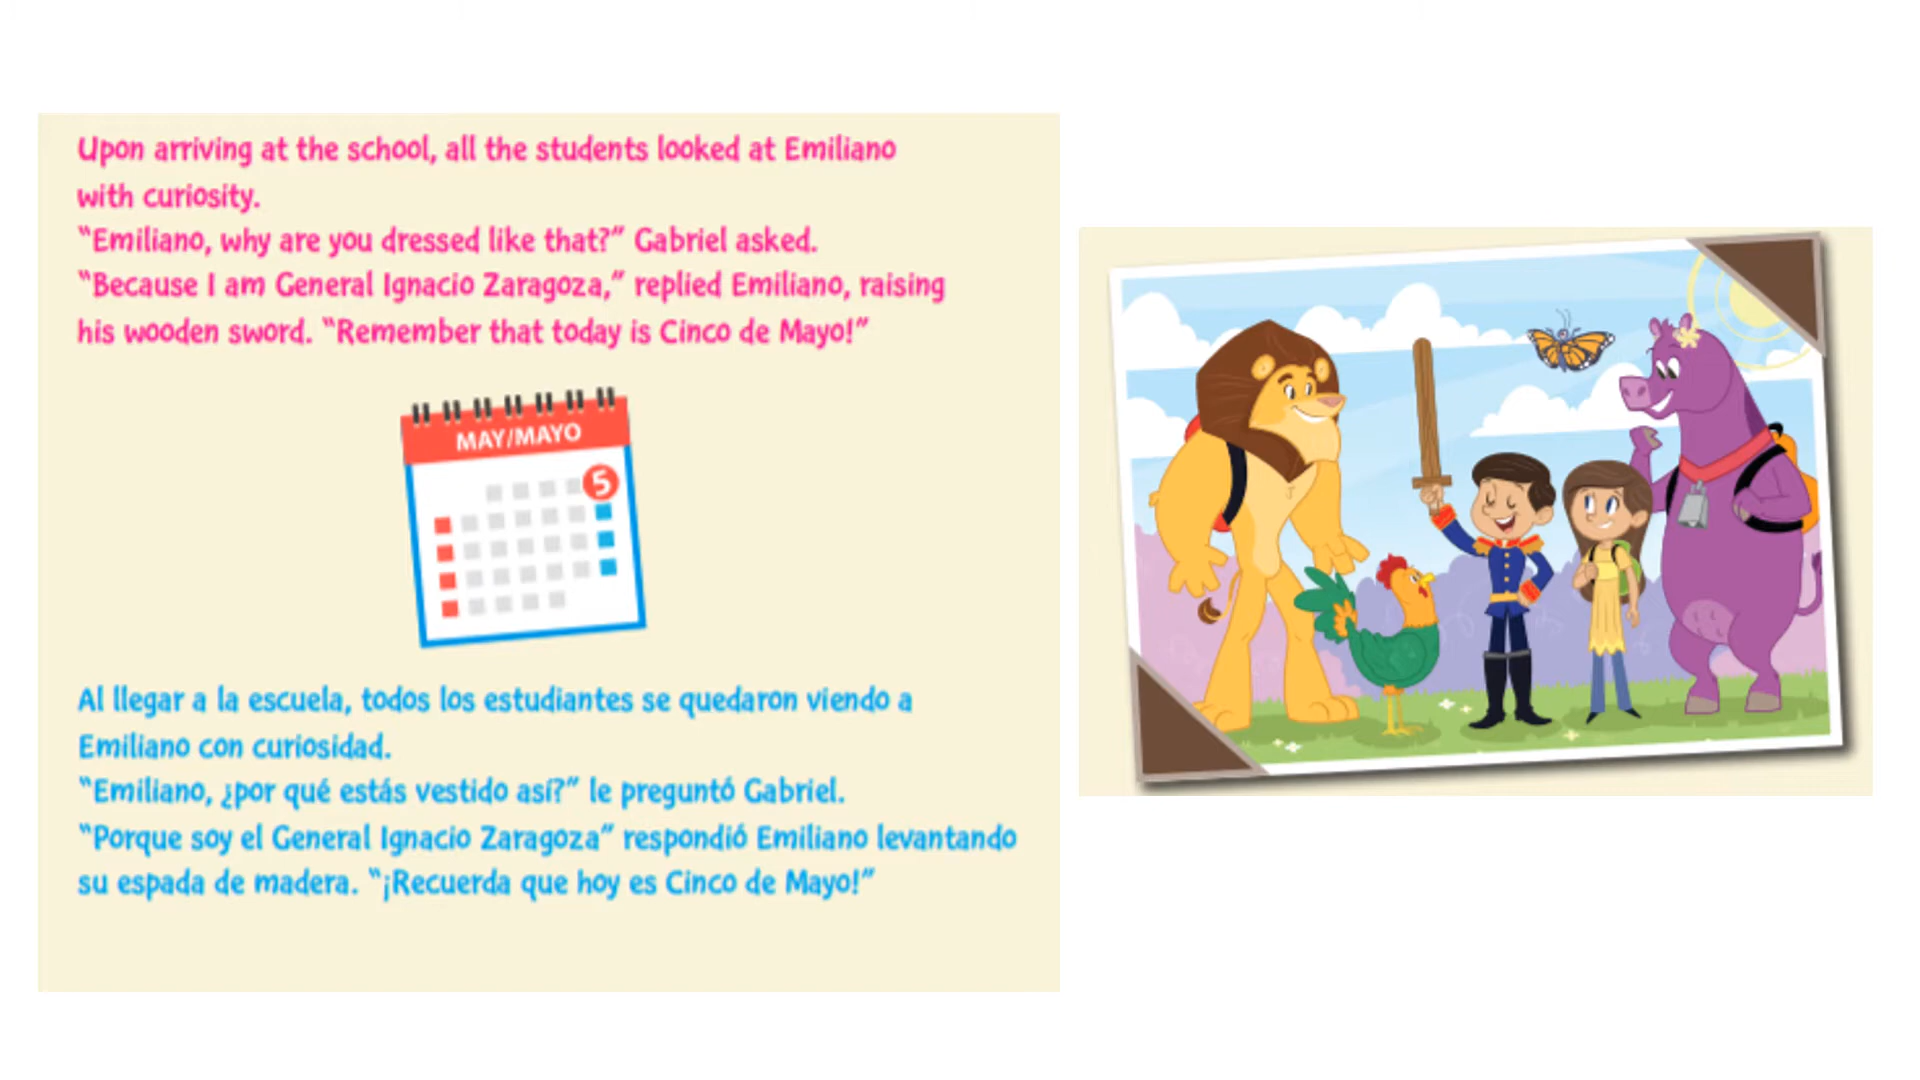 Upon arriving at the school, all the students looked at Emiliano
with curiosity.
“Emiliano, why are you dressed like that?” Gabriel asked.
“Because I am General Ignacio Zaragoza,” replied Emiliano, raising
his wooden sword. “Remember that today is Cinco de Mayo!”
MAY/MAYO
5
Al llegar a la escuela, todos los estudiantes se quedaron viendo a
Emiliano con curiosidad.
“Emiliano, ¿por qué estás vestido así?” le preguntó Gabriel.
“Porque soy el General Ignacio Zaragoza” respondió Emiliano levantando
su espada de madera. “¡Recuerda que hoy es Cinco de Mayo!”